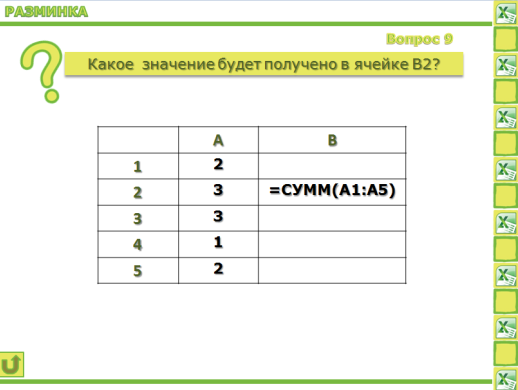 РАЗМИНКА
Вопрос 9
Какое значение будет получено в ячейке В2?
А В
1 2
2 3 =СУММ(А1:А5)
3 3
4 1
5 2